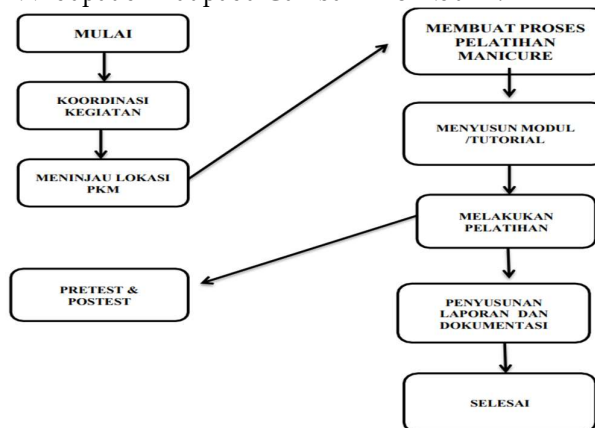 MULAI
KOORDINASI
KEGIATAN
MENINJAU LOKASI
PKM
PRETEST &
POSTEST
MEMBUAT PROSES
PELATIHAN
MANICURE
MENYUSUN MODUL
/TUTORIAL
MELAKUKAN
PELATIHAN
PENYUSUNAN
LAPORAN DAN
DOKUMENTASI
SELESAI